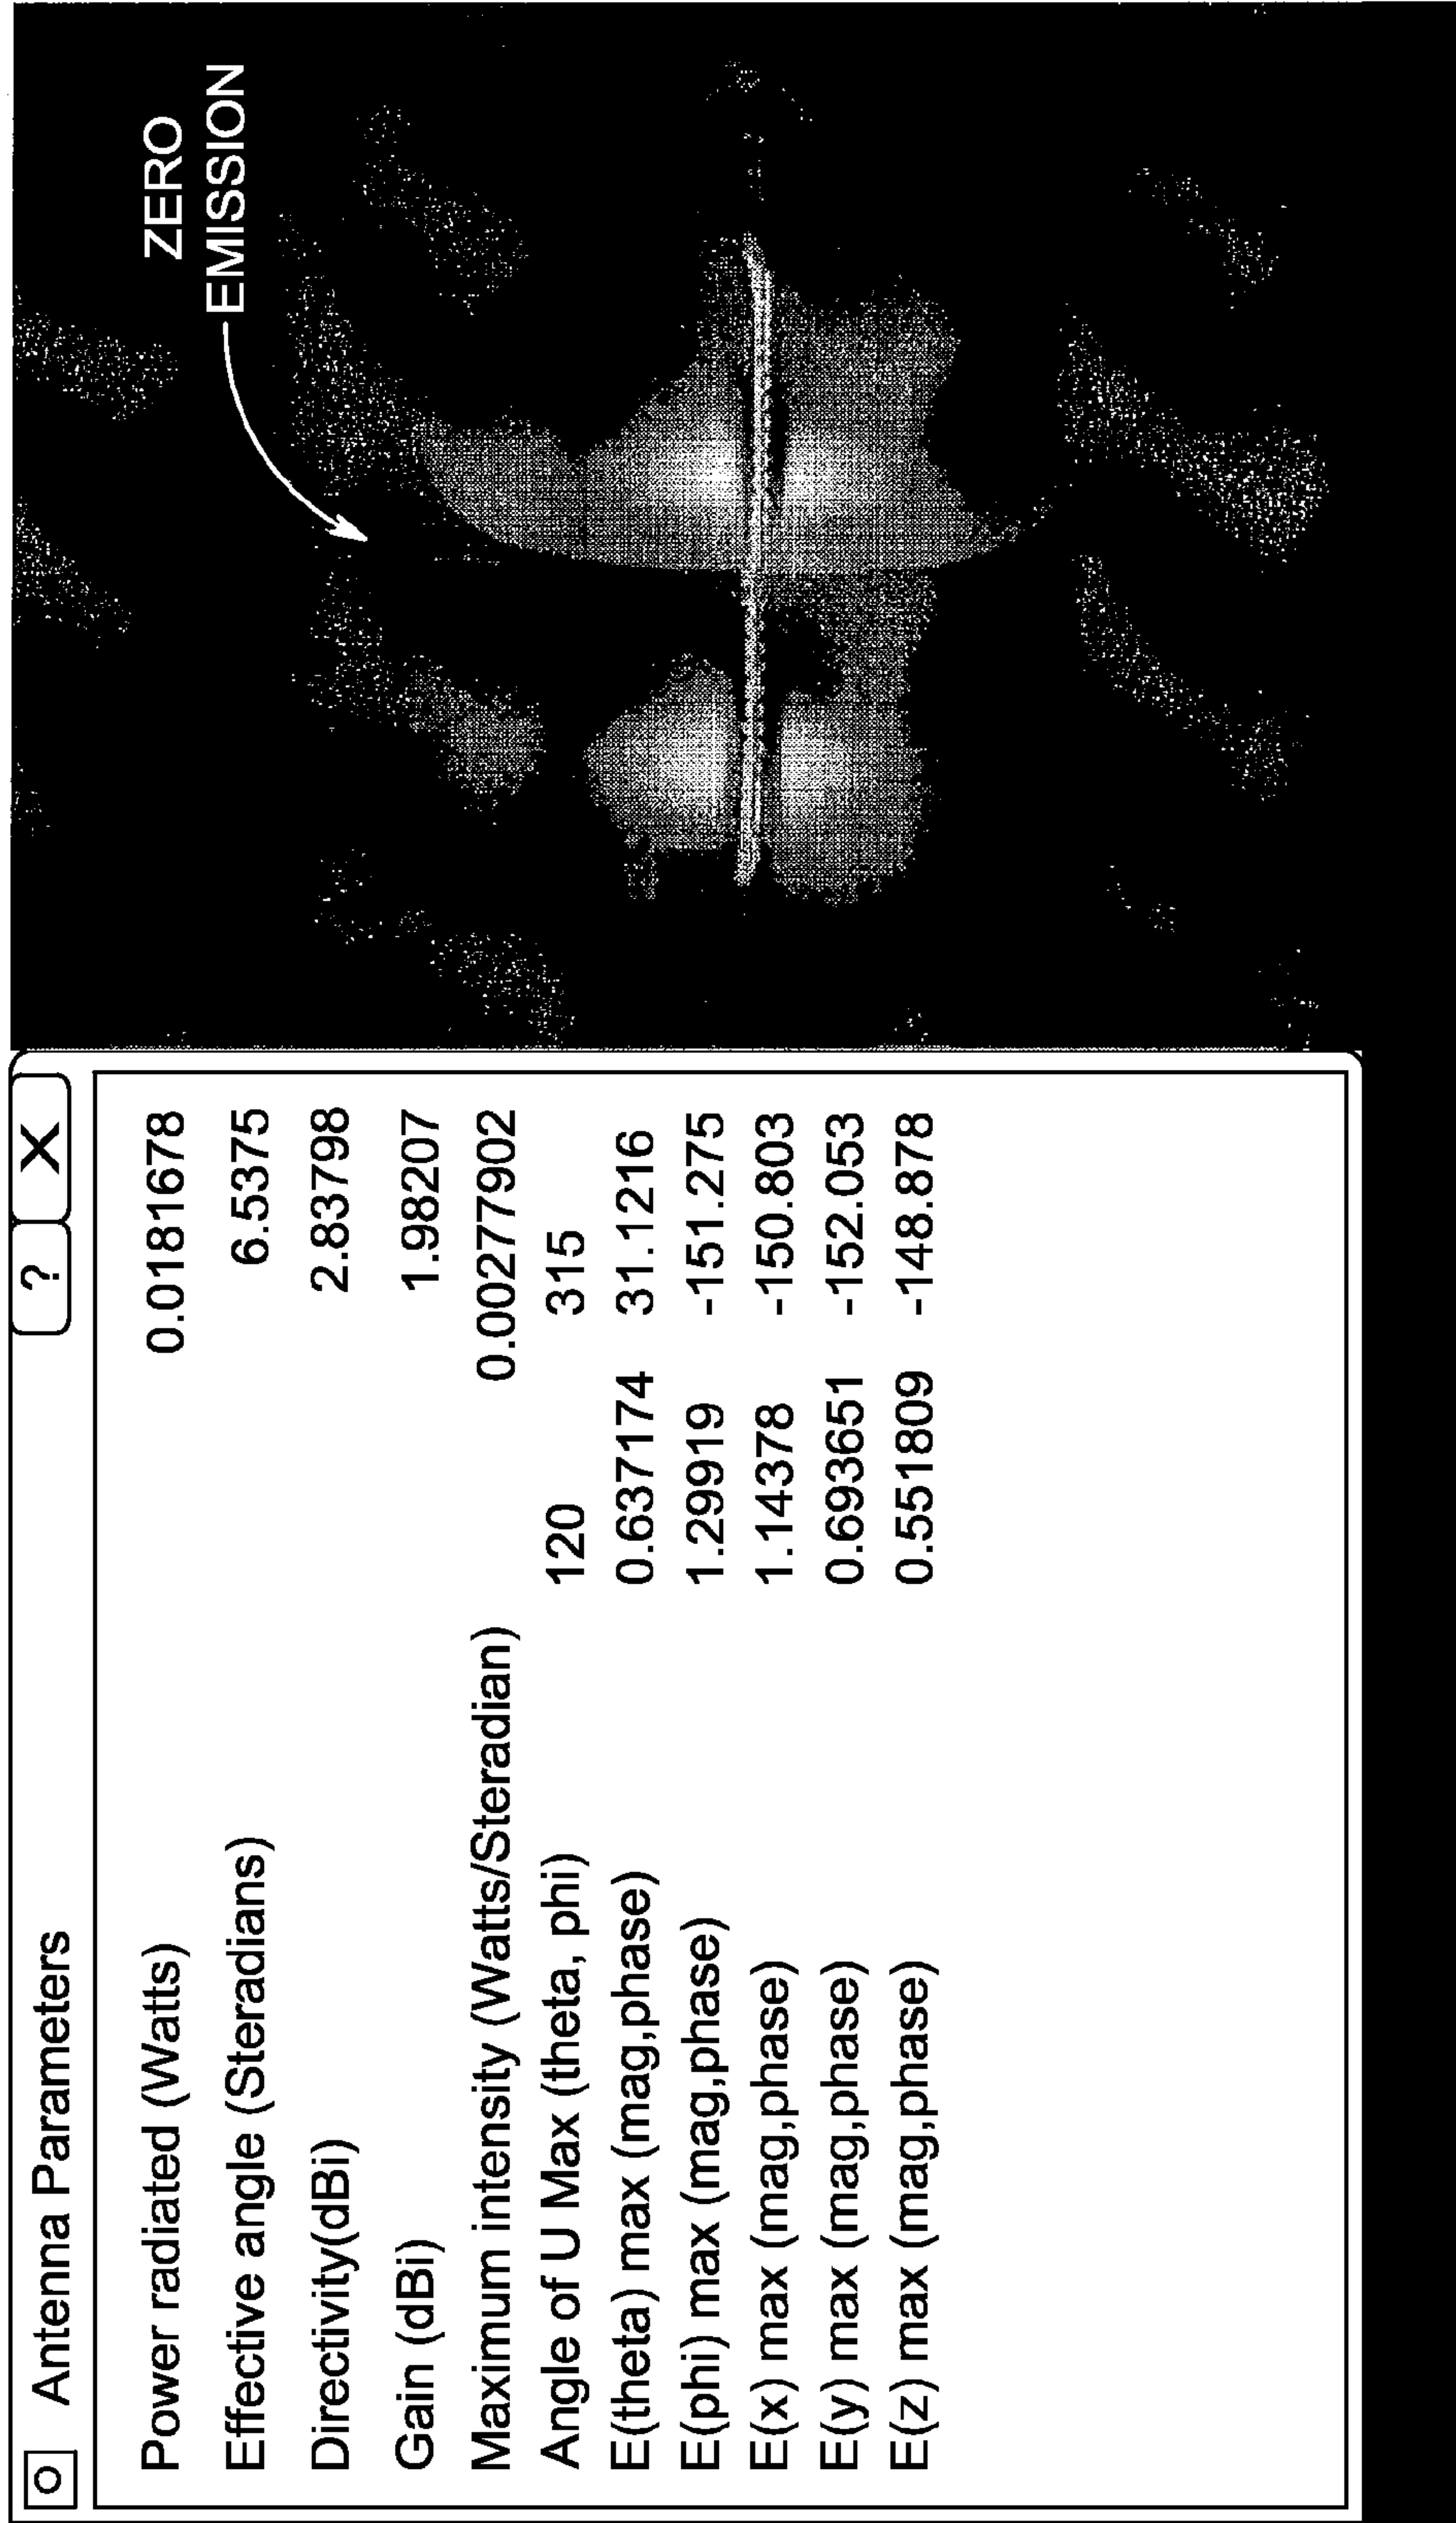 Antenna Parameters ? X
Power radiated (Watts) 0.0181678
Effective angle (Steradians) 6.5375
Directivity(dBi) 2.83798
Gain (dBi) 1.98207
Maximum intensity (Watts/Steradian) 0.00277902
Angle of U Max (theta, phi) 120 315
E(theta) max (mag,phase) 0.637174 31.1216
E(phi) max (mag,phase) 1.29919 -151.275
E(x) max (mag,phase) 1.14378 -150.803
E(y) max (mag,phase) 0.693651 -152.053
E(z) max (mag,phase) 0.551809 -148.878
ZERO
EMISSION